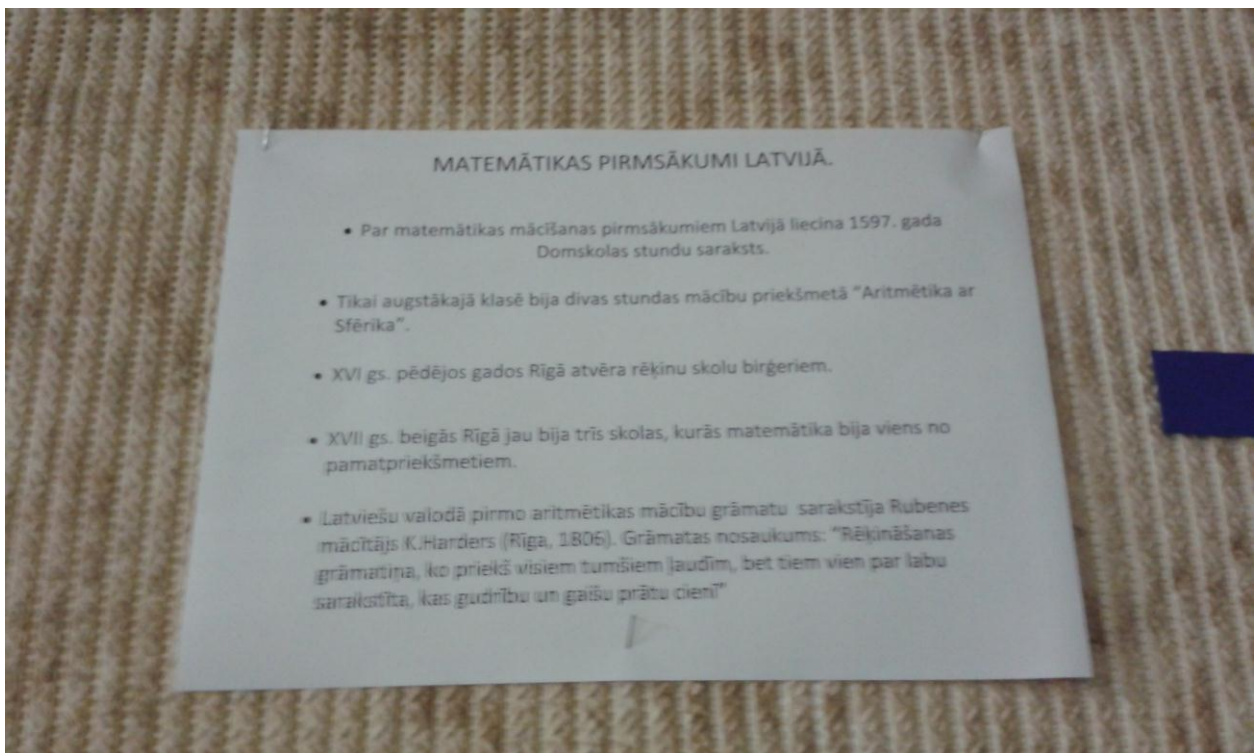 MATEMĀTIKAS PIRMSĀKUMI LATVIJĀ.
• Par matemātikas mācīšanas pirmsākumiem Latvijā liecina 1597. gada
Domskolas stundu saraksts.
• Tikai augstākajā klasē bija divas stundas mācību priekšmetā “Aritmētika ar
Sfērika”.
• XVI gs. pēdējos gados Rīgā atvēra rēķinu skolu birģeriem.
• XVII gs. beigās Rīgā jau bija trīs skolas, kurās matemātika bija viens no
pamatpriekšmetiem.
• Latviešu valodā pirmo aritmētikas mācību grāmatu sarakstīja Rubenes
mācītājs K.Harders (Rīga, 1806). Grāmatas nosaukums: “Rēķināšanas
grāmatiņa, ko priekš visiem tumšiem ļaudīm, bet tiem vien par labu
sarakstīta, kas gudrību un gaišu prātu cienī”